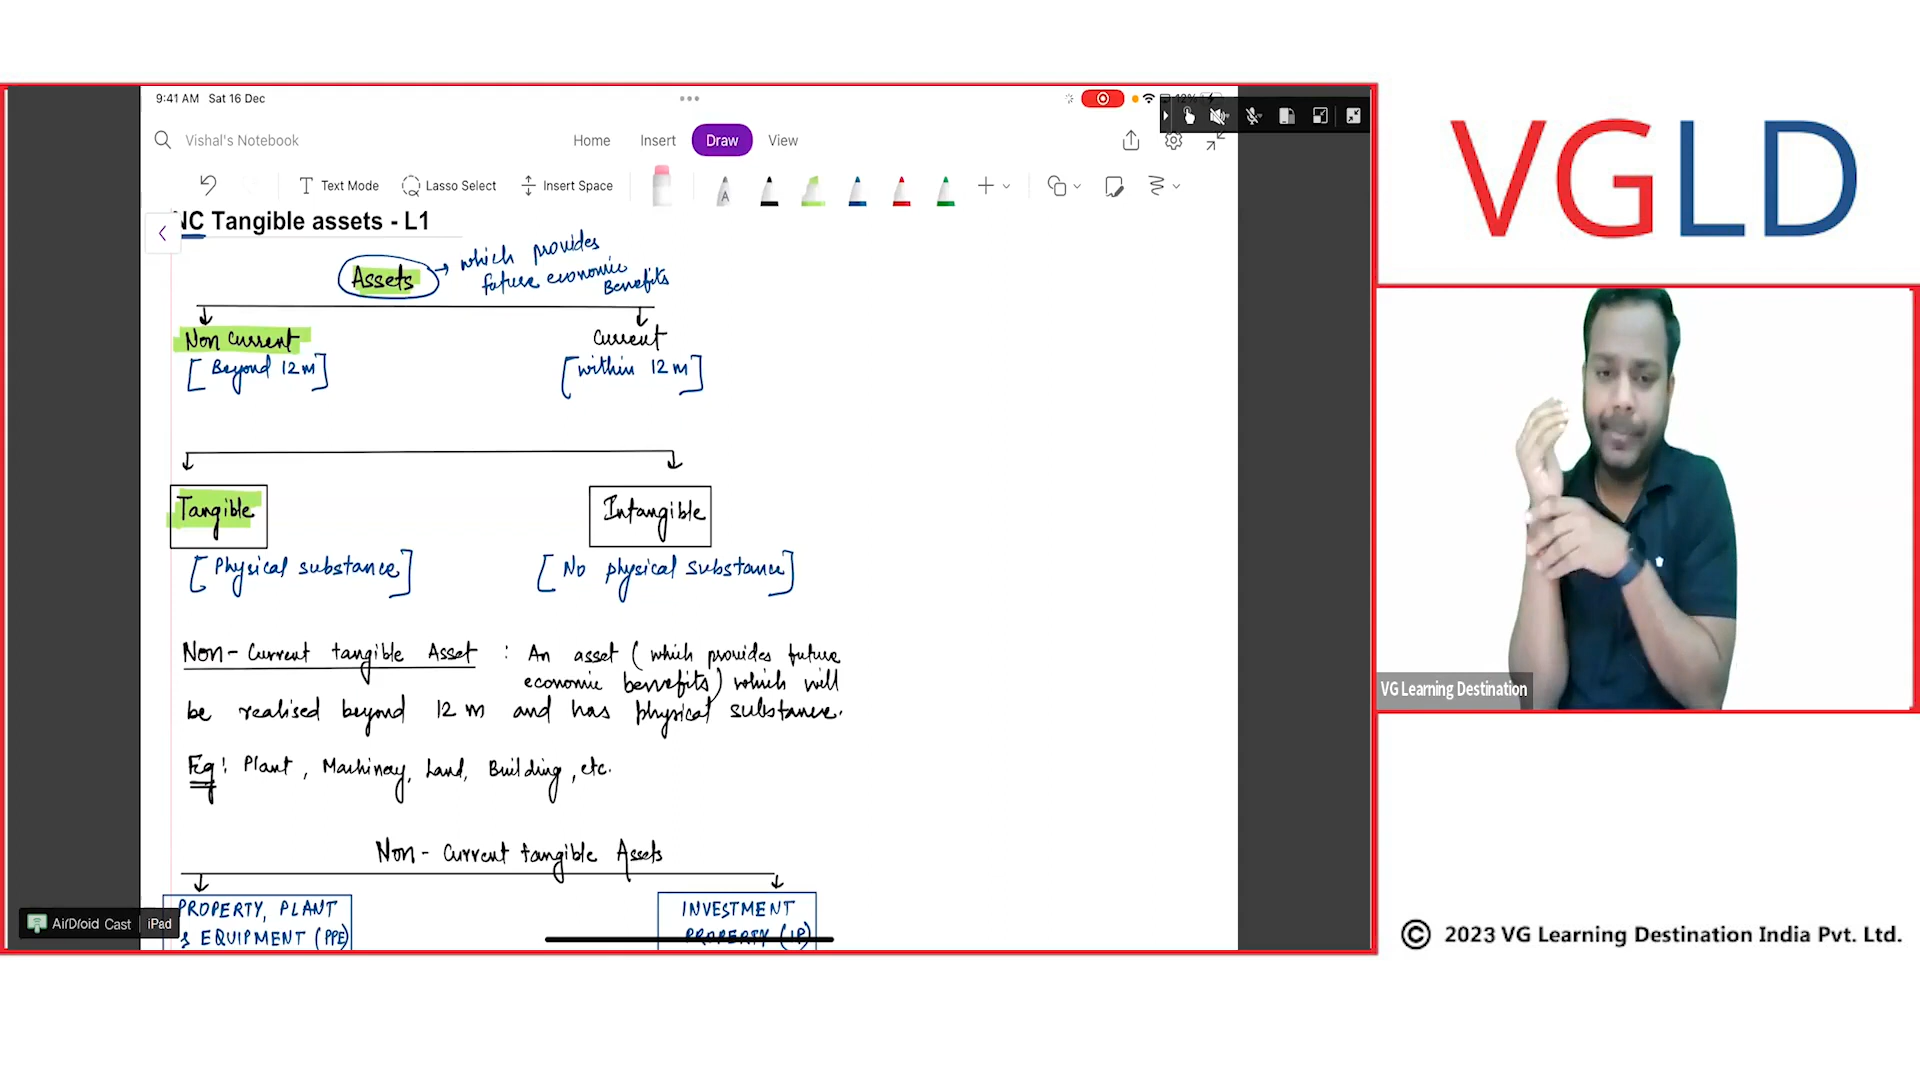 9:41 AM Sat 16 Dec
12%
VGLD
Vishal's Notebook
Home Insert Draw View
Text Mode Lasso Select Insert Space
NC Tangible assets - L1
Assets → which provides
future economic
Benefits
Non Current Current
[Beyond 12 m] [within 12 m]
Tangible Intangible
[Physical substance] [No physical substance]
Non-Current tangible Asset : An asset (which provides future
economic benefits) which will
be realised beyond 12 m and has physical substance.
Eg: Plant, Machinery, Land, Building, etc.
Non-Current tangible Assets
PROPERTY, PLANT INVESTMENT
& EQUIPMENT (PPE) PROPERTY (IP)
AirDroid Cast iPad
VG Learning Destination
© 2023 VG Learning Destination India Pvt. Ltd.